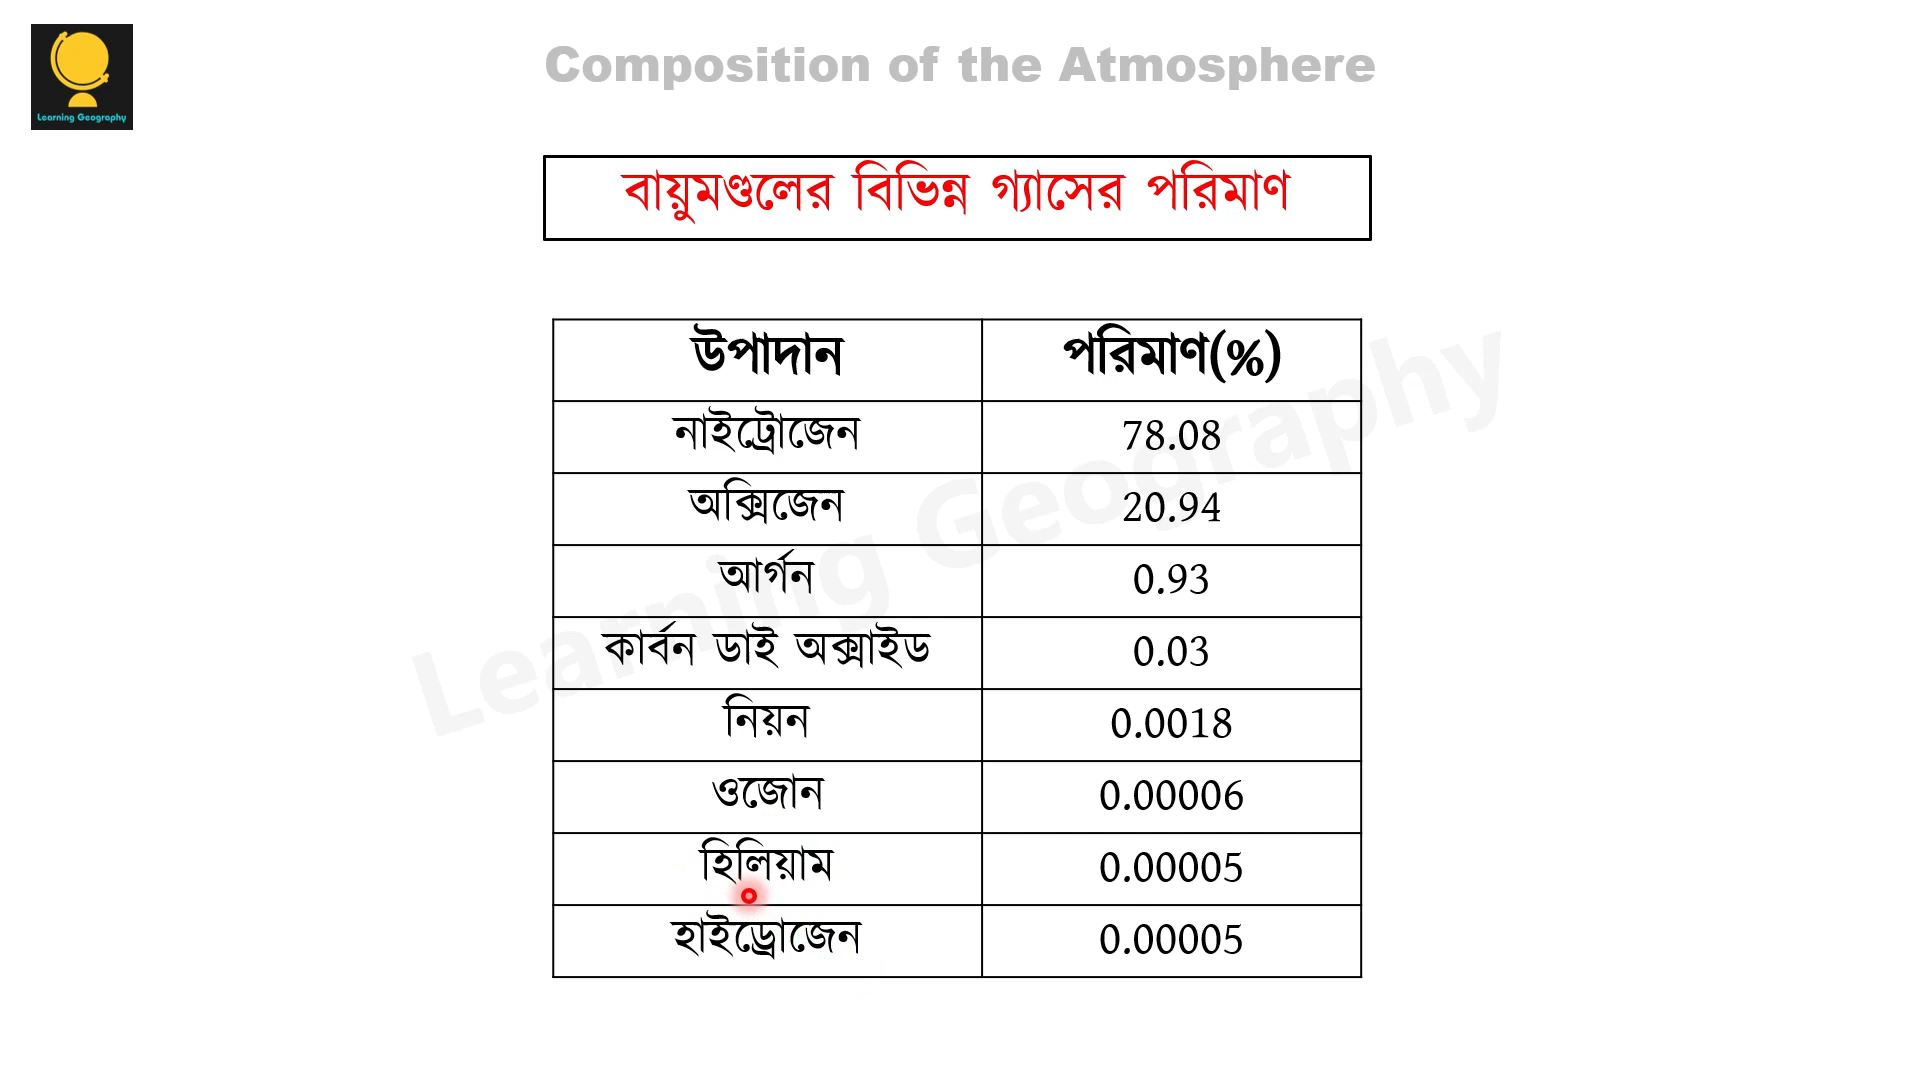 Learning Geography
Composition of the Atmosphere
বায়ুমণ্ডলের বিভিন্ন গ্যাসের পরিমাণ
উপাদান পরিমাণ(%)
নাইট্রোজেন 78.08
অক্সিজেন 20.94
আর্গন 0.93
কার্বন ডাই অক্সাইড 0.03
নিয়ন 0.0018
ওজোন 0.00006
হিলিয়াম 0.00005
হাইড্রোজেন 0.00005
Learning Geography